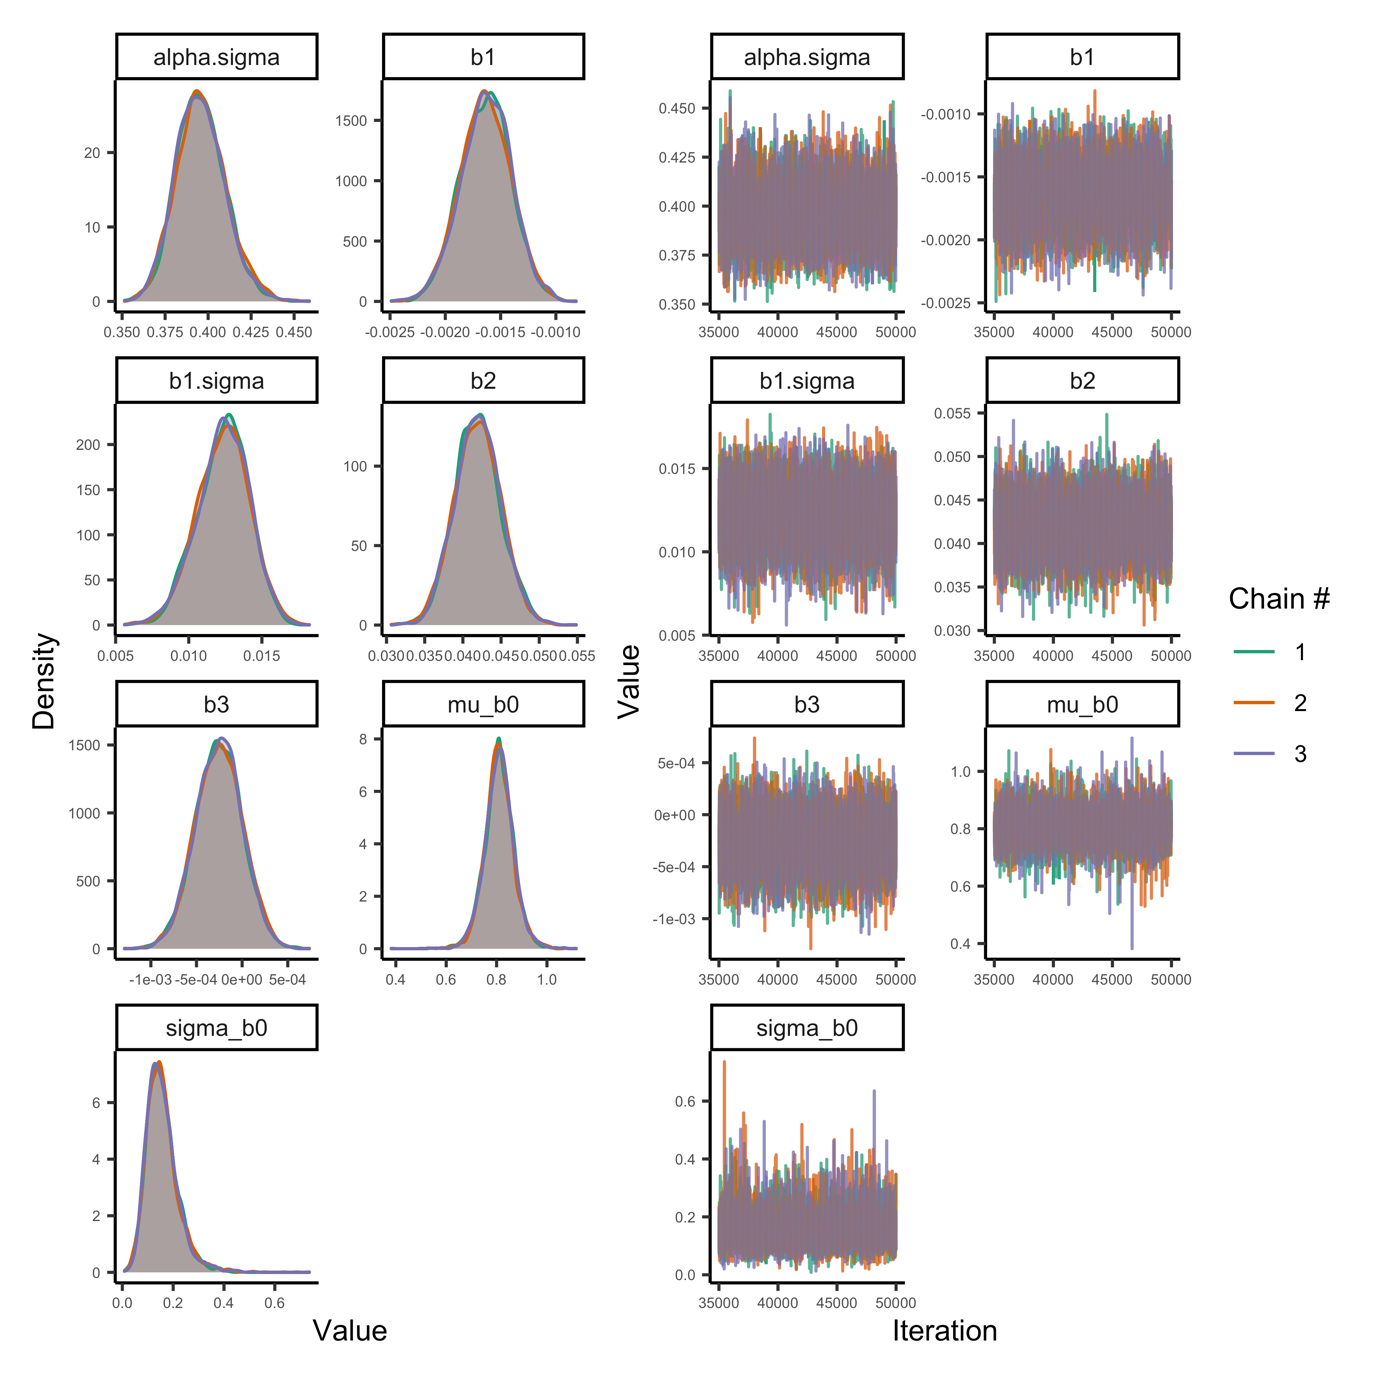 alpha.sigma b1 alpha.sigma b1
20
10
0
1500
1000
500
0
0.450
0.425
0.400
0.375
0.350
-0.0010
-0.0015
-0.0020
-0.0025
0.350 0.375 0.400 0.425 0.450
-0.0025 -0.0020 -0.0015 -0.0010
35000 40000 45000 50000
35000 40000 45000 50000
b1.sigma b2 b1.sigma b2
200
150
100
50
0
100
50
0
0.015
0.010
0.005
0.055
0.050
0.045
0.040
0.035
0.030
0.005 0.010 0.015
0.030 0.035 0.040 0.045 0.050 0.055
35000 40000 45000 50000
35000 40000 45000 50000
b3 mu_b0 b3 mu_b0
1500
1000
500
0
8
6
4
2
0
5e-04
0e+00
-5e-04
-1e-03
1.0
0.8
0.6
0.4
-1e-03 -5e-04 0e+00 5e-04
0.4 0.6 0.8 1.0
35000 40000 45000 50000
35000 40000 45000 50000
sigma_b0 sigma_b0
6
4
2
0
0.6
0.4
0.2
0.0
0.0 0.2 0.4 0.6
35000 40000 45000 50000
Density
Value
Value
Iteration
Chain #
1
2
3